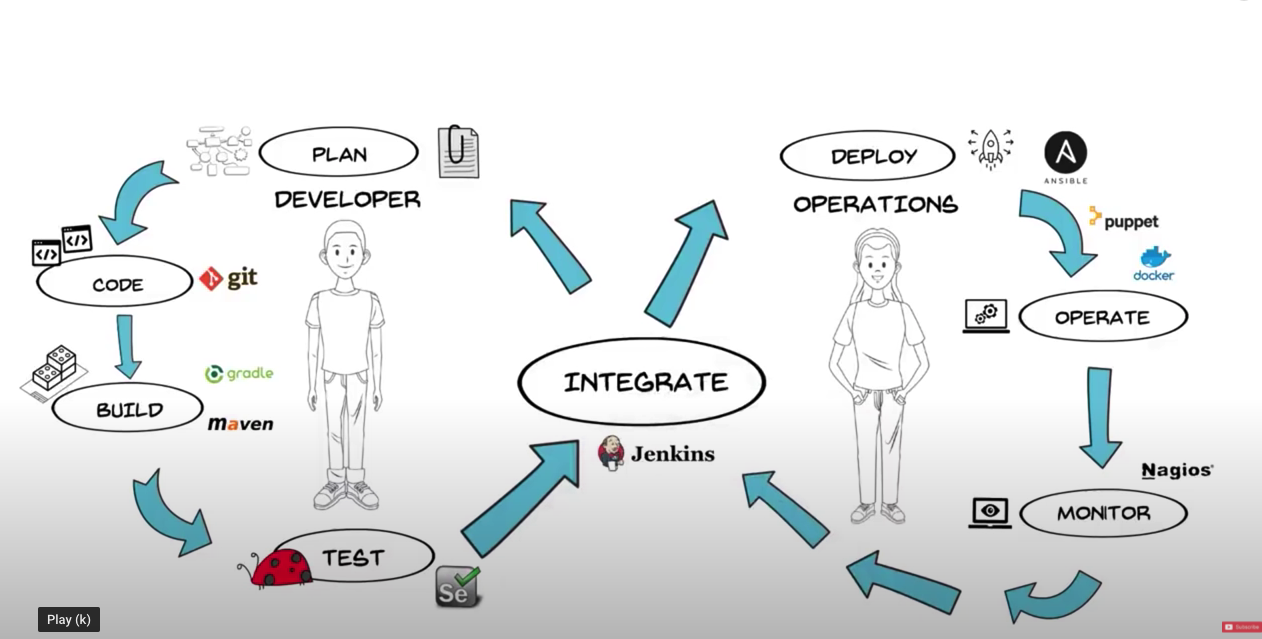 PLAN
DEVELOPER
</>
</>
CODE
git
BUILD
gradle
maven
TEST
Se
INTEGRATE
Jenkins
DEPLOY
OPERATIONS
A
ANSIBLE
puppet
docker
OPERATE
Nagios®
MONITOR
Play (k)
Subscribe